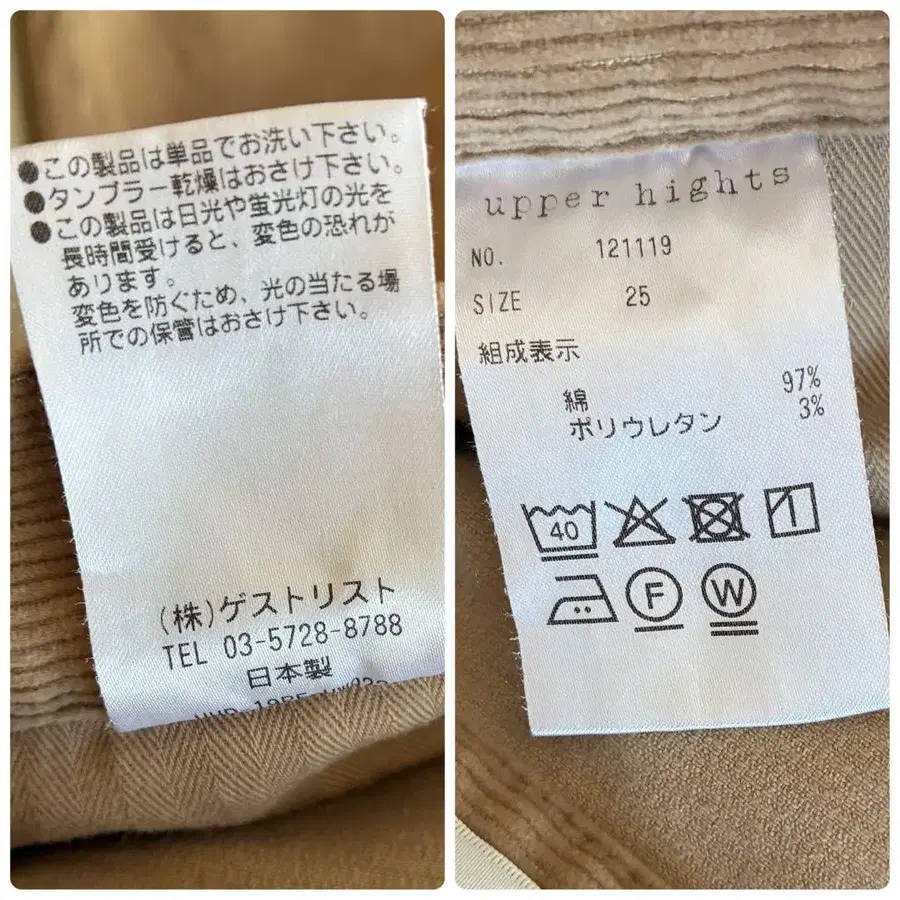 ●この製品は単品でお洗い下さい。
●タンブラー乾燥はおさけ下さい。
●この製品は日光や蛍光灯の光を
長時間受けると、変色の恐れが
あります。
変色を防ぐため、光の当たる場
所での保管はおさけ下さい。
(株)ゲストリスト
TEL 03-5728-8788
日本製
upper hights
NO. 121119
SIZE 25
組成表示
綿 97%
ポリウレタン 3%
40
F W